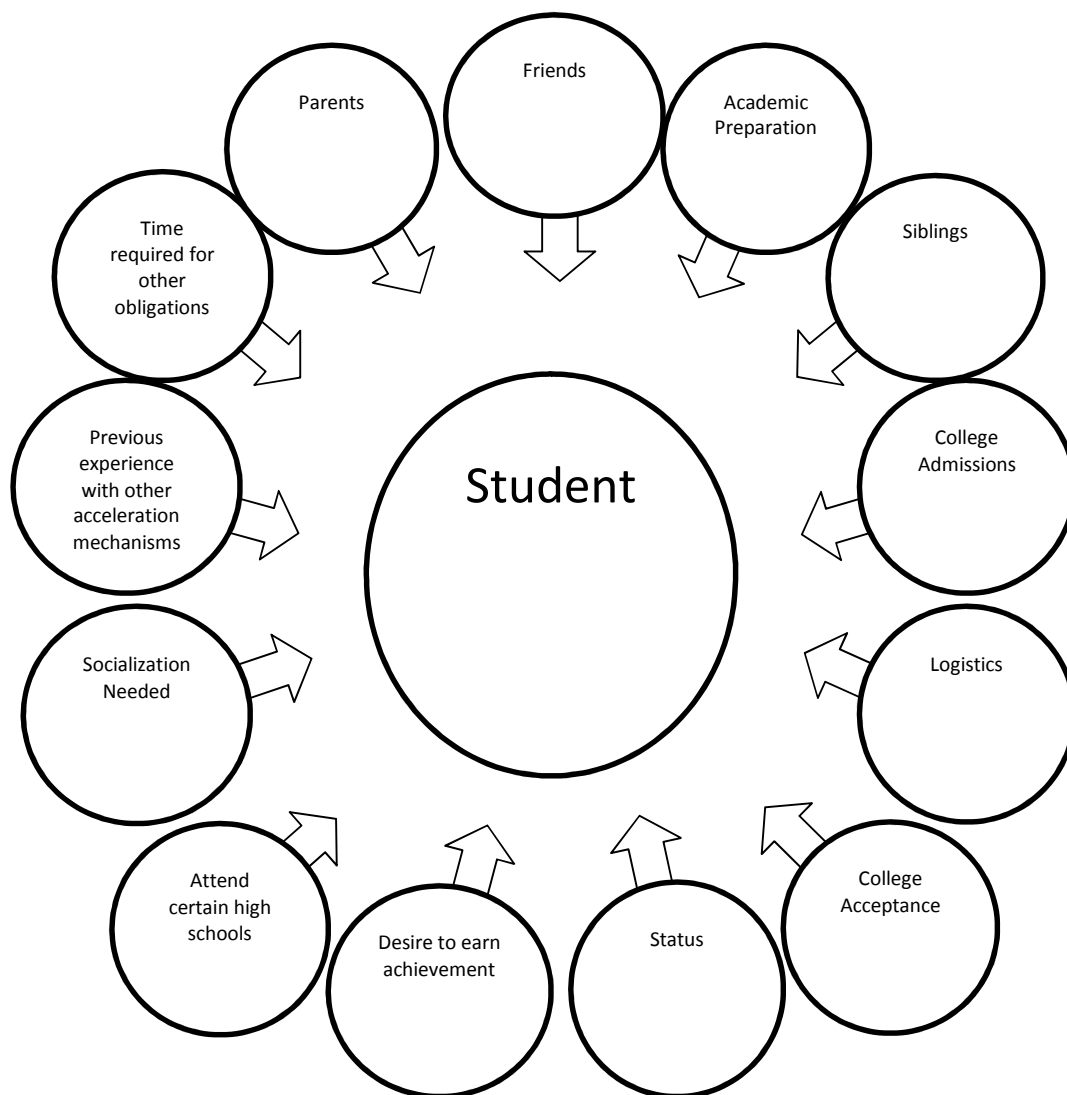 Friends
Parents
Academic
Preparation
Siblings
Time
required for
other
obligations
College
Admissions
Previous
experience
with other
acceleration
mechanisms
Student
Socialization
Needed
Logistics
Attend
certain high
schools
College
Acceptance
Desire to earn
achievement
Status